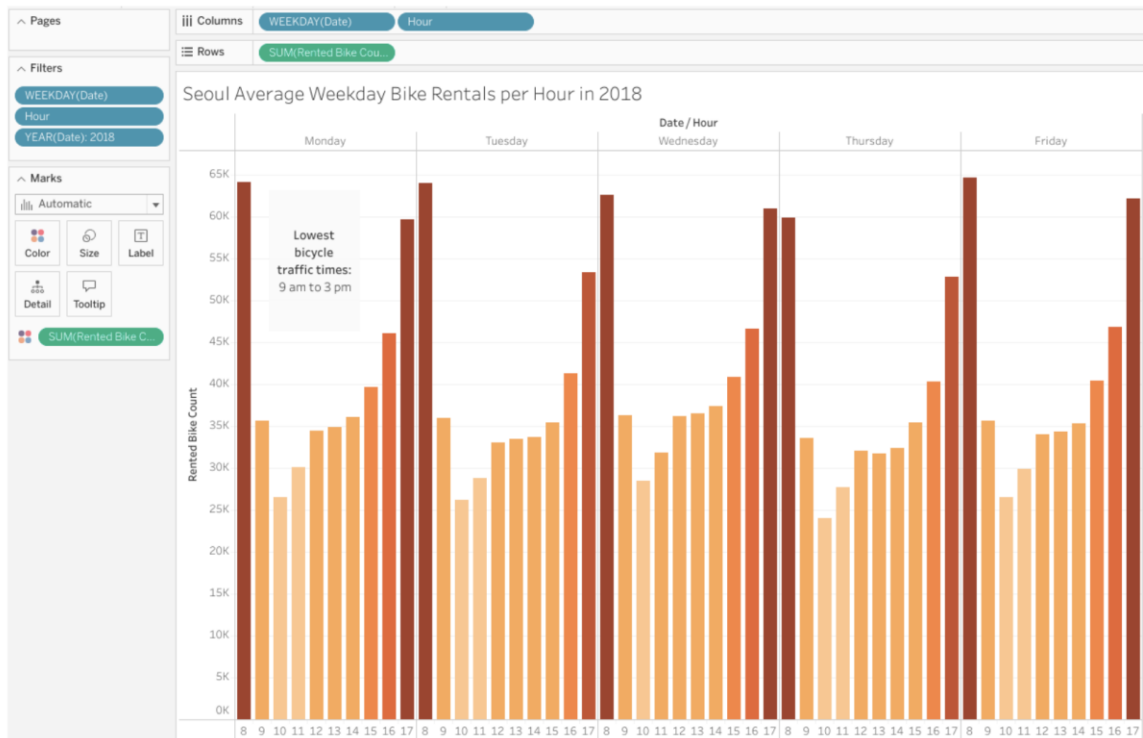 Pages
Columns WEEKDAY(Date) Hour
Rows SUM(Rented Bike Cou...
Filters
WEEKDAY(Date)
Hour
YEAR(Date): 2018
Marks
Automatic
Color Size Label
Detail Tooltip
SUM(Rented Bike C...
Seoul Average Weekday Bike Rentals per Hour in 2018
Date / Hour
Monday Tuesday Wednesday Thursday Friday
Rented Bike Count
65K
60K
55K
50K
45K
40K
35K
30K
25K
20K
15K
10K
5K
0K
Lowest
bicycle
traffic times:
9 am to 3 pm
8 9 10 11 12 13 14 15 16 17 8 9 10 11 12 13 14 15 16 17 8 9 10 11 12 13 14 15 16 17 8 9 10 11 12 13 14 15 16 17 8 9 10 11 12 13 14 15 16 17